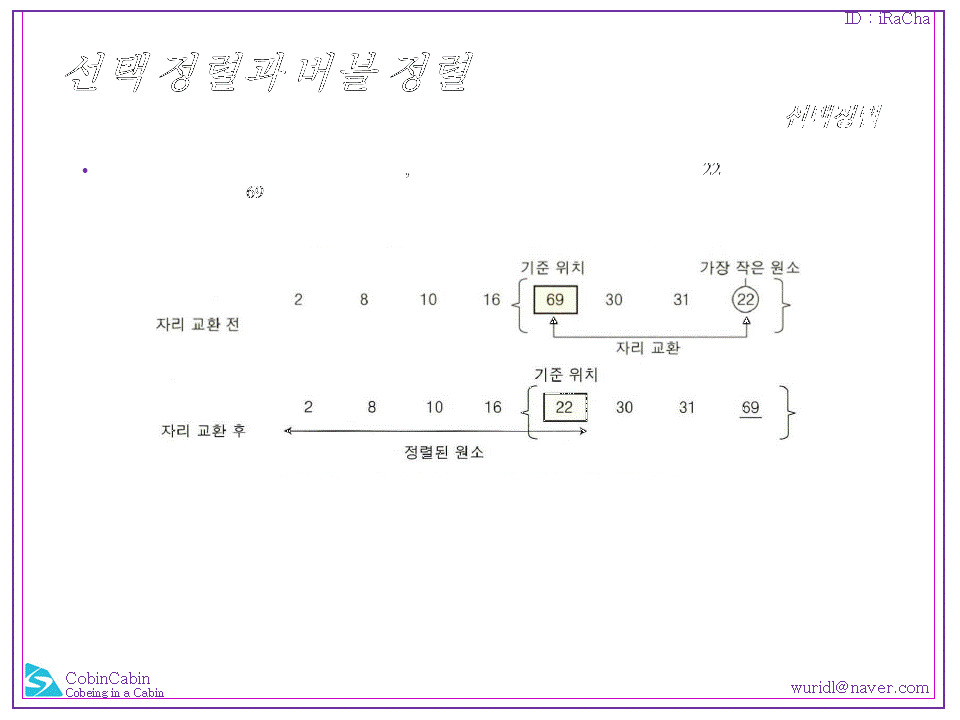 ID : iRaCha
선택 정렬과 버블 정렬
선택정렬
• , 22
69
기준 위치 가장 작은 원소
2 8 10 16 69 30 31 22
자리 교환 전
자리 교환
기준 위치
2 8 10 16 22 30 31 69
자리 교환 후
정렬된 원소
CobinCabin
Cobeing in a Cabin
wuridl@naver.com